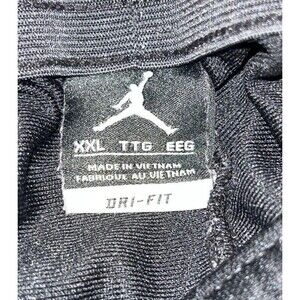 XXL TTG EEG
MADE IN VIETNAM
FABRIQUÉ AU VIETNAM
DRI-FIT